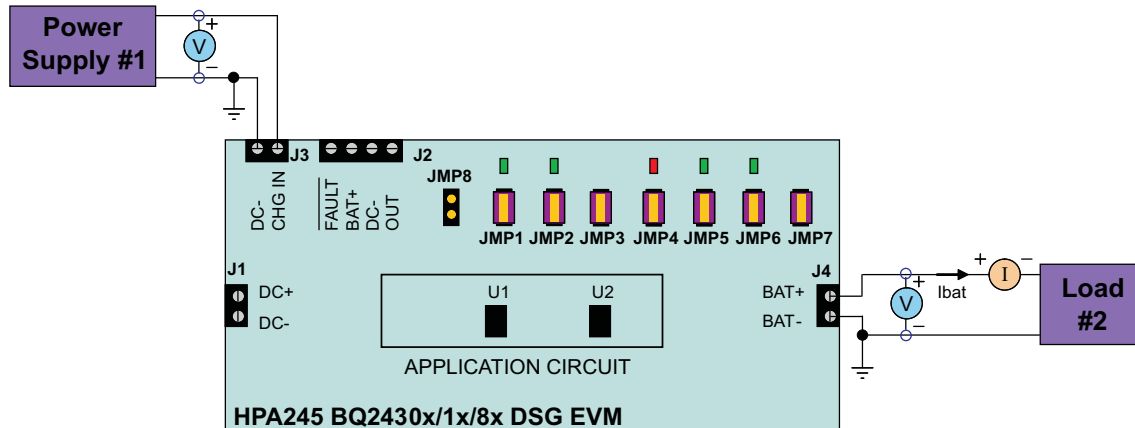 Power
Supply #1
+
V
−
J3
J2
DC-
CHG IN
FAULT
BAT+
DC-
OUT
JMP8
JMP1
JMP2
JMP3
JMP4
JMP5
JMP6
JMP7
J1
DC+
DC-
U1
U2
APPLICATION CIRCUIT
J4
BAT+
BAT-
+
V
−
Ibat
+
I
−
Load
#2
HPA245 BQ2430x/1x/8x DSG EVM